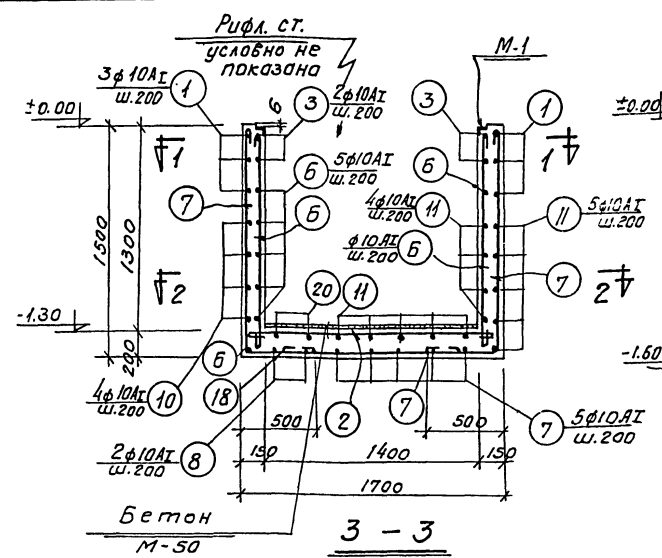 Рифл. ст.
условно не
показана
М-1
3ф10АI
ш.200
1
3
2ф10АI
ш.200
6
3
1
±0.00
±0.00
1
1
6
5ф10АI
ш.200
6
7
Б
4ф10АI
ш.200
11
11
5ф10АI
ш.200
ф10АI
ш.200
Б
7
1500
1300
2
2
20
11
-1.30
200
-1.60
6
18
4ф10АI
ш.200
10
2
7
7
5ф10АI
ш.200
500
500
2ф10АI
ш.200
8
150
1400
150
1700
Бетон
М-50
3 - 3